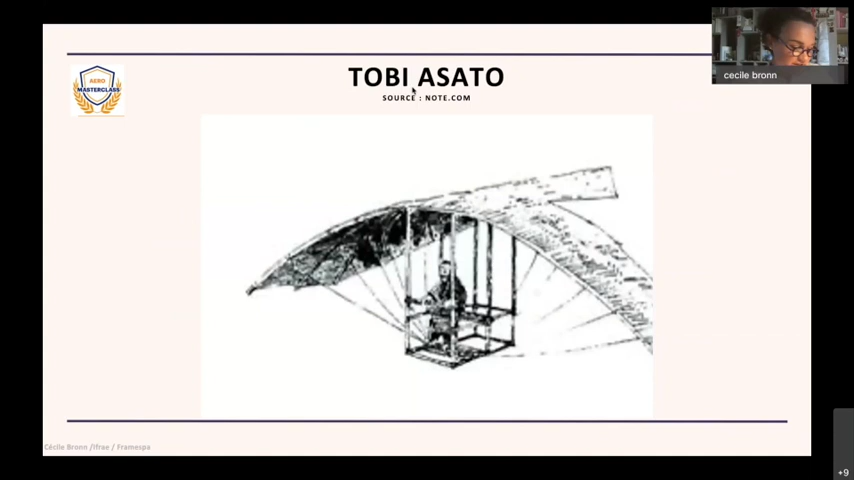 TOBI ASATO
SOURCE : NOTE.COM
AERO
MASTERCLASS
cecile bronn
Cécile Bronn /Ifrae / Framespa
+9